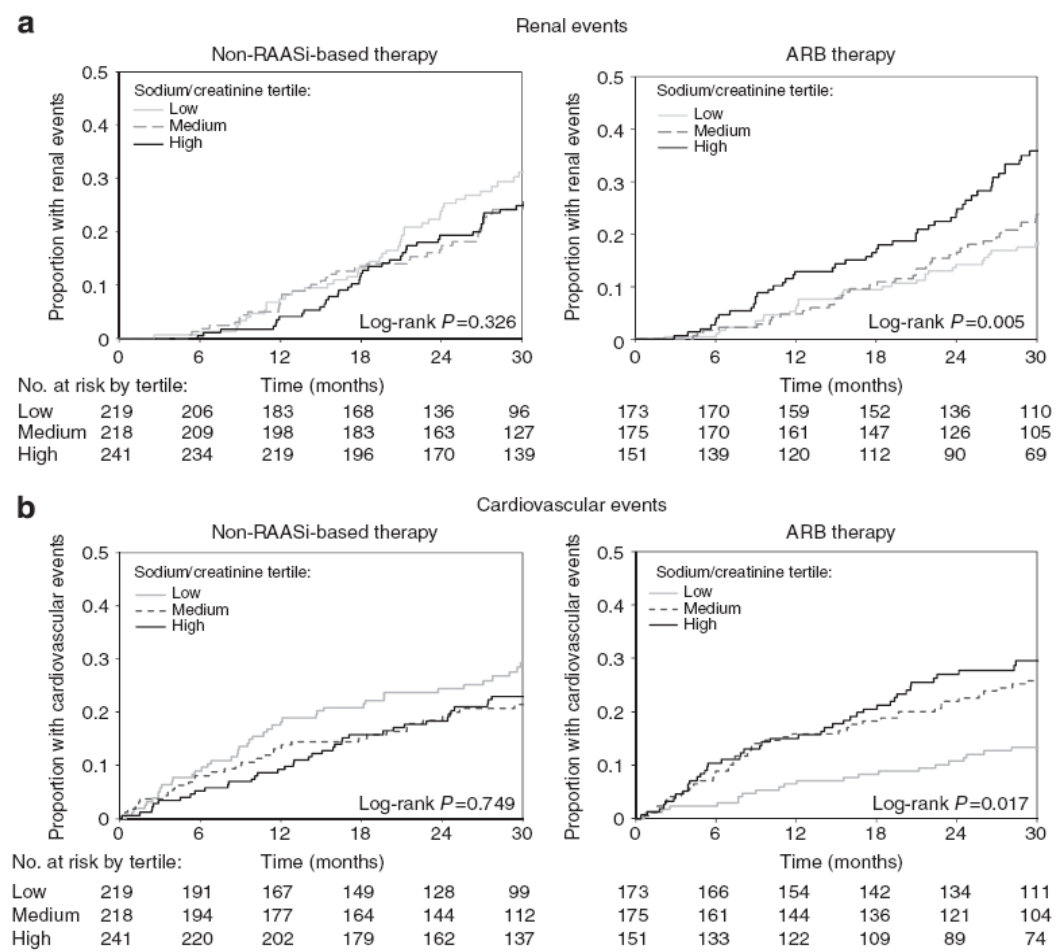 a
Renal events
Non-RAASi-based therapy
Proportion with renal events
0.5
0.4
0.3
0.2
0.1
0
Sodium/creatinine tertile:
Low
Medium
High
Log-rank P=0.326
0 6 12 18 24 30
Time (months)
ARB therapy
Proportion with renal events
0.5
0.4
0.3
0.2
0.1
0
Sodium/creatinine tertile:
Low
Medium
High
Log-rank P=0.005
0 6 12 18 24 30
Time (months)
No. at risk by tertile:
Low 219 206 183 168 136 96 173 170 159 152 136 110
Medium 218 209 198 183 163 127 175 170 161 147 126 105
High 241 234 219 196 170 139 151 139 120 112 90 69
b
Cardiovascular events
Non-RAASi-based therapy
Proportion with cardiovascular events
0.5
0.4
0.3
0.2
0.1
0
Sodium/creatinine tertile:
Low
Medium
High
Log-rank P=0.749
0 6 12 18 24 30
Time (months)
ARB therapy
Proportion with cardiovascular events
0.5
0.4
0.3
0.2
0.1
0
Sodium/creatinine tertile:
Low
Medium
High
Log-rank P=0.017
0 6 12 18 24 30
Time (months)
No. at risk by tertile:
Low 219 191 167 149 128 99 173 166 154 142 134 111
Medium 218 194 177 164 144 112 175 161 144 136 121 104
High 241 220 202 179 162 137 151 133 122 109 89 74